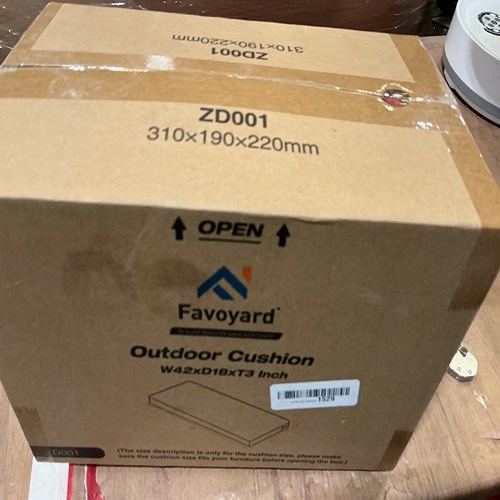 310×190×220mm
ZD001
ZD001
310×190×220mm
OPEN
Favoyard
Outdoor Cushion
W42xD18xT3 Inch
1529
ZD001
(The size description is only for the cushion size, please make
sure the cushion size fits your furniture before opening the box.)